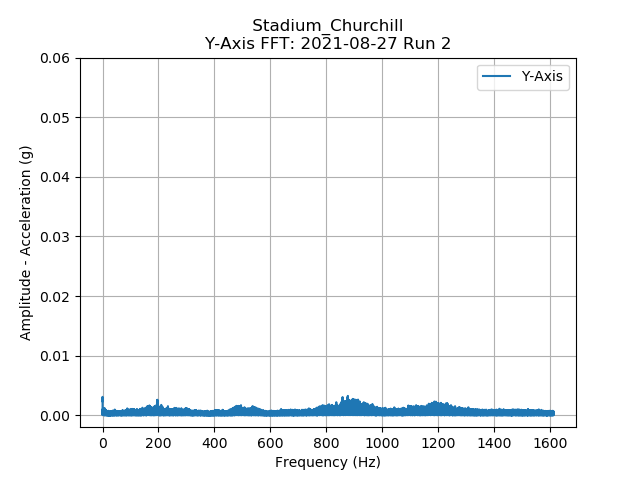 Stadium_Churchill
Y-Axis FFT: 2021-08-27 Run 2
Y-Axis
0.06
0.05
0.04
0.03
0.02
0.01
0.00
Amplitude - Acceleration (g)
0 200 400 600 800 1000 1200 1400 1600
Frequency (Hz)